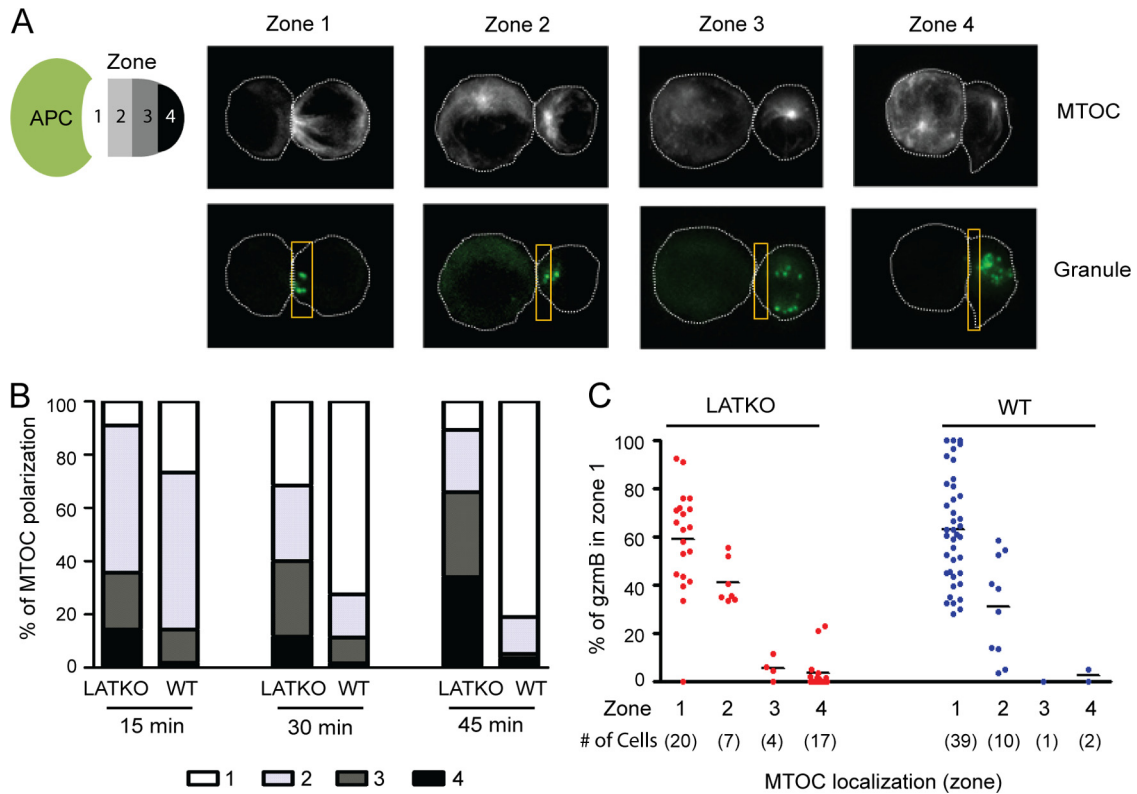 A
Zone
APC
1
2
3
4
Zone 1
Zone 2
Zone 3
Zone 4
MTOC
Granule
B
% of MTOC polarization
100
80
60
40
20
0
LATKO WT
LATKO WT
LATKO WT
15 min
30 min
45 min
1 2 3 4
C
LATKO
WT
% of gzmB in zone 1
100
80
60
40
20
0
Zone 1 2 3 4 1 2 3 4
# of Cells (20) (7) (4) (17) (39) (10) (1) (2)
MTOC localization (zone)